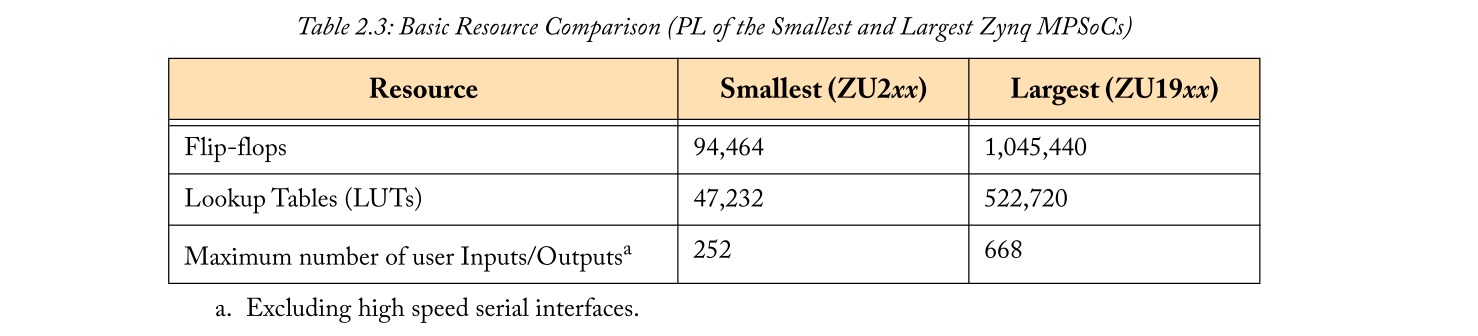 Table 2.3: Basic Resource Comparison (PL of the Smallest and Largest Zynq MPSoCs)
Resource Smallest (ZU2xx) Largest (ZU19xx)
Flip-flops 94,464 1,045,440
Lookup Tables (LUTs) 47,232 522,720
Maximum number of user Inputs/Outputsa 252 668
a. Excluding high speed serial interfaces.